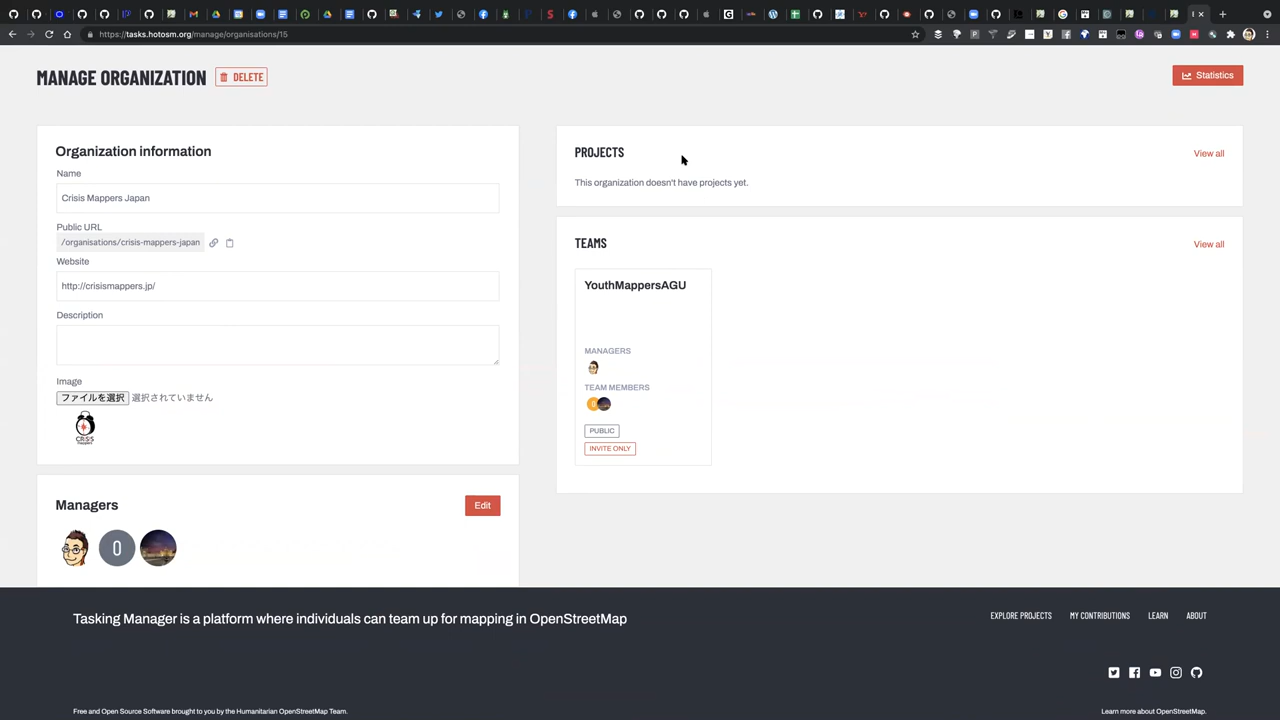 https://tasks.hotosm.org/manage/organisations/15
MANAGE ORGANIZATION
DELETE
Statistics
Organization information
Name
Crisis Mappers Japan
Public URL
/organisations/crisis-mappers-japan
Website
http://crisismappers.jp/
Description
Image
ファイルを選択 選択されていません
CRISIS
mappers
Managers
Edit
0
PROJECTS
View all
This organization doesn't have projects yet.
TEAMS
View all
YouthMappersAGU
MANAGERS
TEAM MEMBERS
PUBLIC
INVITE ONLY
Tasking Manager is a platform where individuals can team up for mapping in OpenStreetMap
EXPLORE PROJECTS
MY CONTRIBUTIONS
LEARN
ABOUT
Free and Open Source Software brought to you by the Humanitarian OpenStreetMap Team.
Learn more about OpenStreetMap.